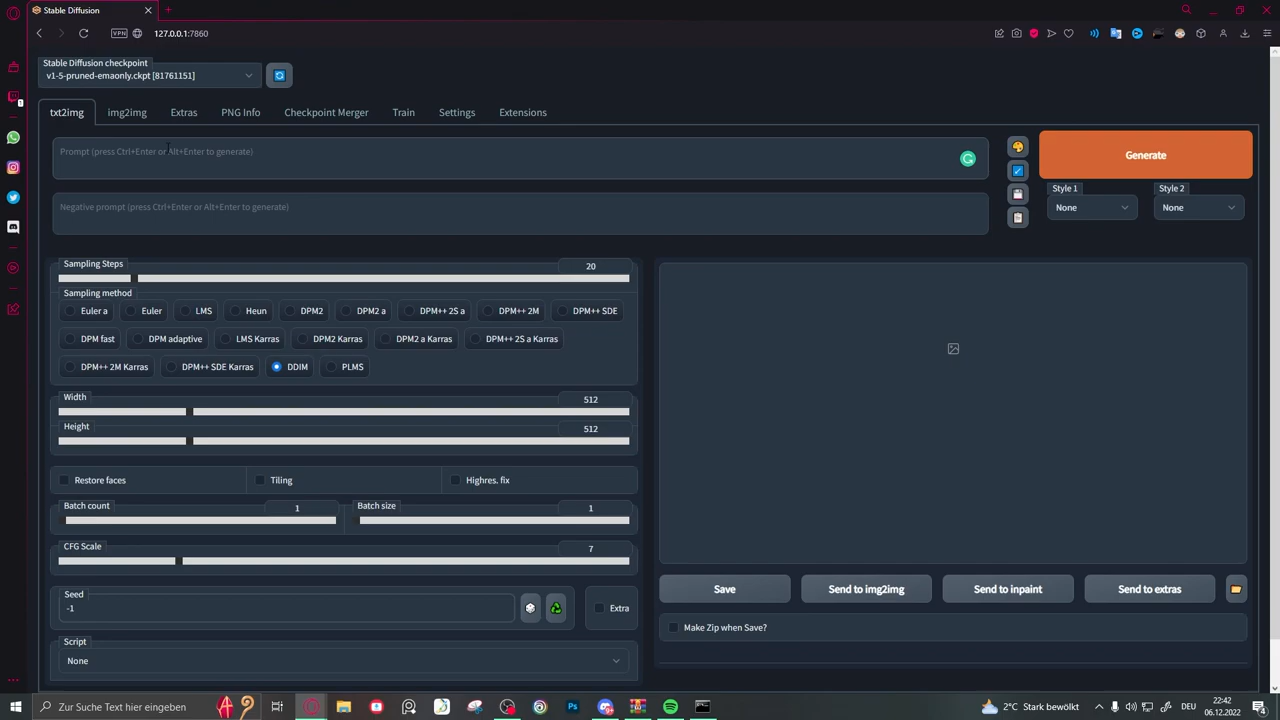 Stable Diffusion
VPN
127.0.0.1:7860
Stable Diffusion checkpoint
v1-5-pruned-emaonly.ckpt [81761151]
txt2img
img2img
Extras
PNG Info
Checkpoint Merger
Train
Settings
Extensions
Prompt (press Ctrl+Enter or Alt+Enter to generate)
Generate
Style 1
Style 2
None
None
Negative prompt (press Ctrl+Enter or Alt+Enter to generate)
Sampling Steps
20
Sampling method
Euler a
Euler
LMS
Heun
DPM2
DPM2 a
DPM++ 2S a
DPM++ 2M
DPM++ SDE
DPM fast
DPM adaptive
LMS Karras
DPM2 Karras
DPM2 a Karras
DPM++ 2S a Karras
DPM++ 2M Karras
DPM++ SDE Karras
DDIM
PLMS
Width
512
Height
512
Restore faces
Tiling
Highres. fix
Batch count
1
Batch size
1
CFG Scale
7
Seed
-1
Extra
Script
None
Save
Send to img2img
Send to inpaint
Send to extras
Make Zip when Save?
Zur Suche Text hier eingeben
2°C Stark bewölkt
DEU
22:42
06.12.2022